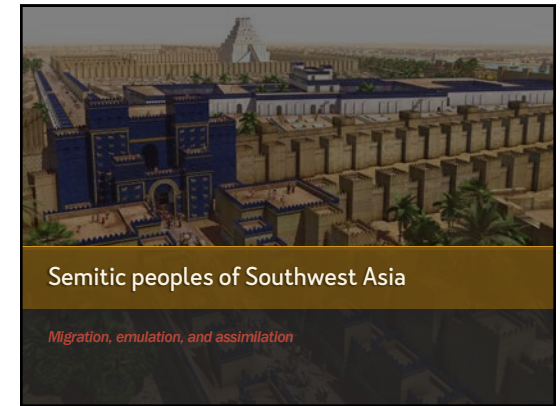 Semitic peoples of Southwest Asia
Migration, emulation, and assimilation